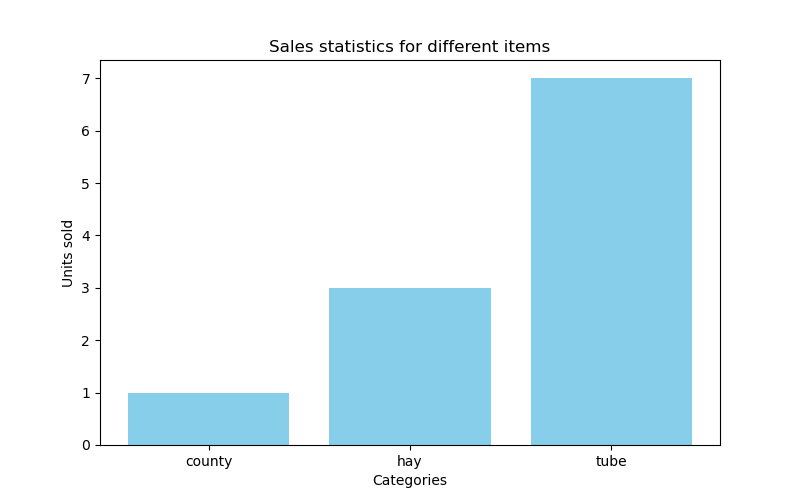 Sales statistics for different items
Units sold
7
6
5
4
3
2
1
0
county hay tube
Categories